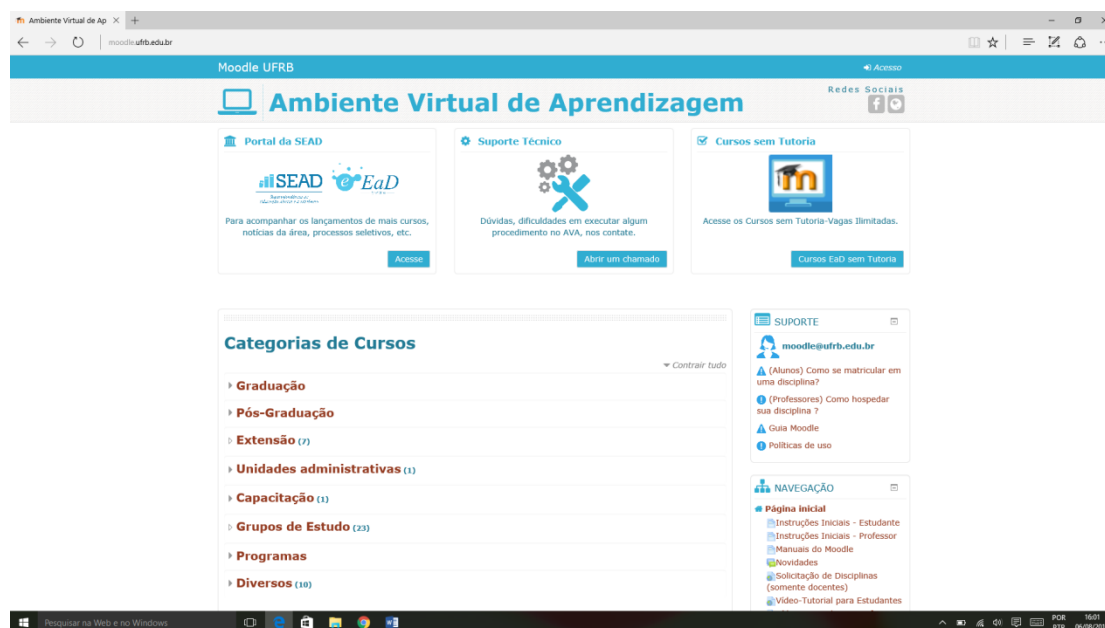 Ambiente Virtual de Ap
moodle.ufrb.edu.br
Moodle UFRB
Acesso
Ambiente Virtual de Aprendizagem
Redes Sociais
Portal da SEAD
SEAD
EaD
Para acompanhar os lançamentos de mais cursos,
notícias da área, processos seletivos, etc.
Acesse
Suporte Técnico
Dúvidas, dificuldades em executar algum
procedimento no AVA, nos contate.
Abrir um chamado
Cursos sem Tutoria
Acesse os Cursos sem Tutoria-Vagas Ilimitadas.
Cursos EaD sem Tutoria
Categorias de Cursos
Contrair tudo
Graduação
Pós-Graduação
Extensão (7)
Unidades administrativas (1)
Capacitação (1)
Grupos de Estudo (23)
Programas
Diversos (10)
SUPORTE
moodle@ufrb.edu.br
(Alunos) Como se matricular em
uma disciplina?
(Professores) Como hospedar
sua disciplina ?
Guia Moodle
Políticas de uso
NAVEGAÇÃO
Página inicial
Instruções Iniciais - Estudante
Instruções Iniciais - Professor
Manuais do Moodle
Novidades
Solicitação de Disciplinas
(somente docentes)
Vídeo-Tutorial para Estudantes
Pesquisar na Web e no Windows
POR
16:01